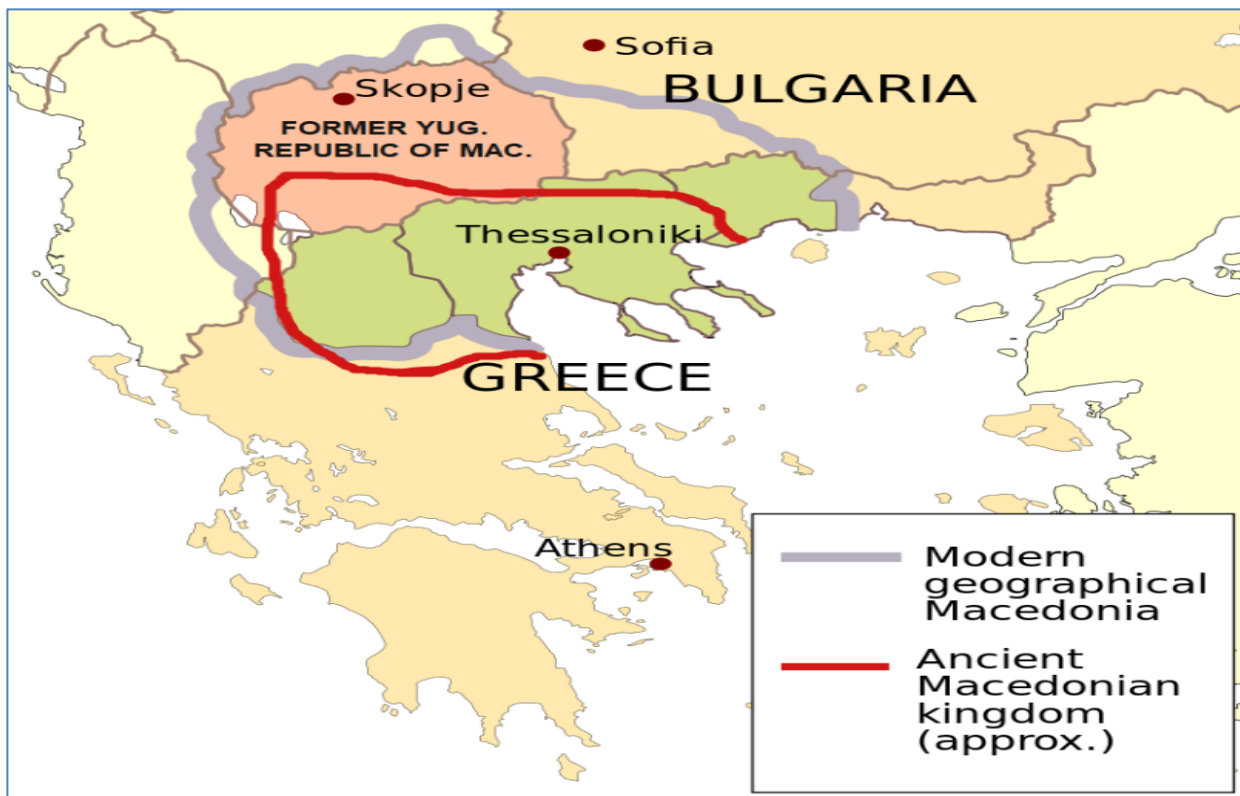 Sofia
BULGARIA
Skopje
FORMER YUG.
REPUBLIC OF MAC.
Thessaloniki
GREECE
Athens
Modern
geographical
Macedonia
Ancient
Macedonian
kingdom
(approx.)